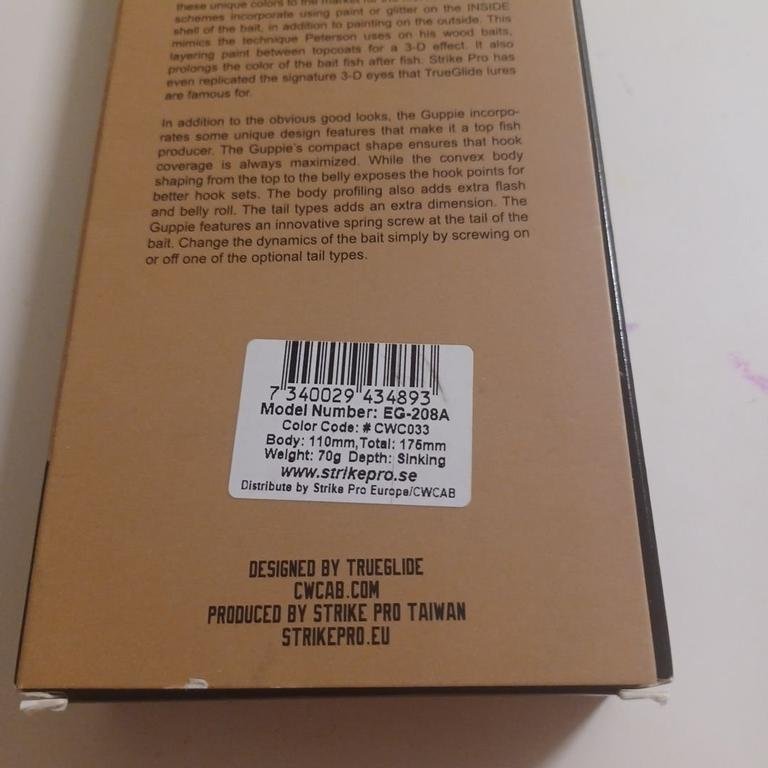 these unique colors to the market for the
schemes incorporate using paint or glitter on the INSIDE
shell of the bait, in addition to painting on the outside. This
mimics the technique Peterson uses on his wood baits,
layering paint between topcoats for a 3-D effect. It also
prolongs the color of the bait fish after fish. Strike Pro has
even replicated the signature 3-D eyes that TrueGlide lures
are famous for.
In addition to the obvious good looks, the Guppie incorpo-
rates some unique design features that make it a top fish
producer. The Guppie's compact shape ensures that hook
coverage is always maximized. While the convex body
shaping from the top to the belly exposes the hook points for
better hook sets. The body profiling also adds extra flash
and belly roll. The tail types adds an extra dimension. The
Guppie features an innovative spring screw at the tail of the
bait. Change the dynamics of the bait simply by screwing on
or off one of the optional tail types.
7 340029 434893
Model Number: EG-208A
Color Code: # CWC033
Body: 110mm,Total: 175mm
Weight: 70g Depth: Sinking
www.strikepro.se
Distribute by Strike Pro Europe/CWCAB
DESIGNED BY TRUEGLIDE
CWCAB.COM
PRODUCED BY STRIKE PRO TAIWAN
STRIKEPRO.EU